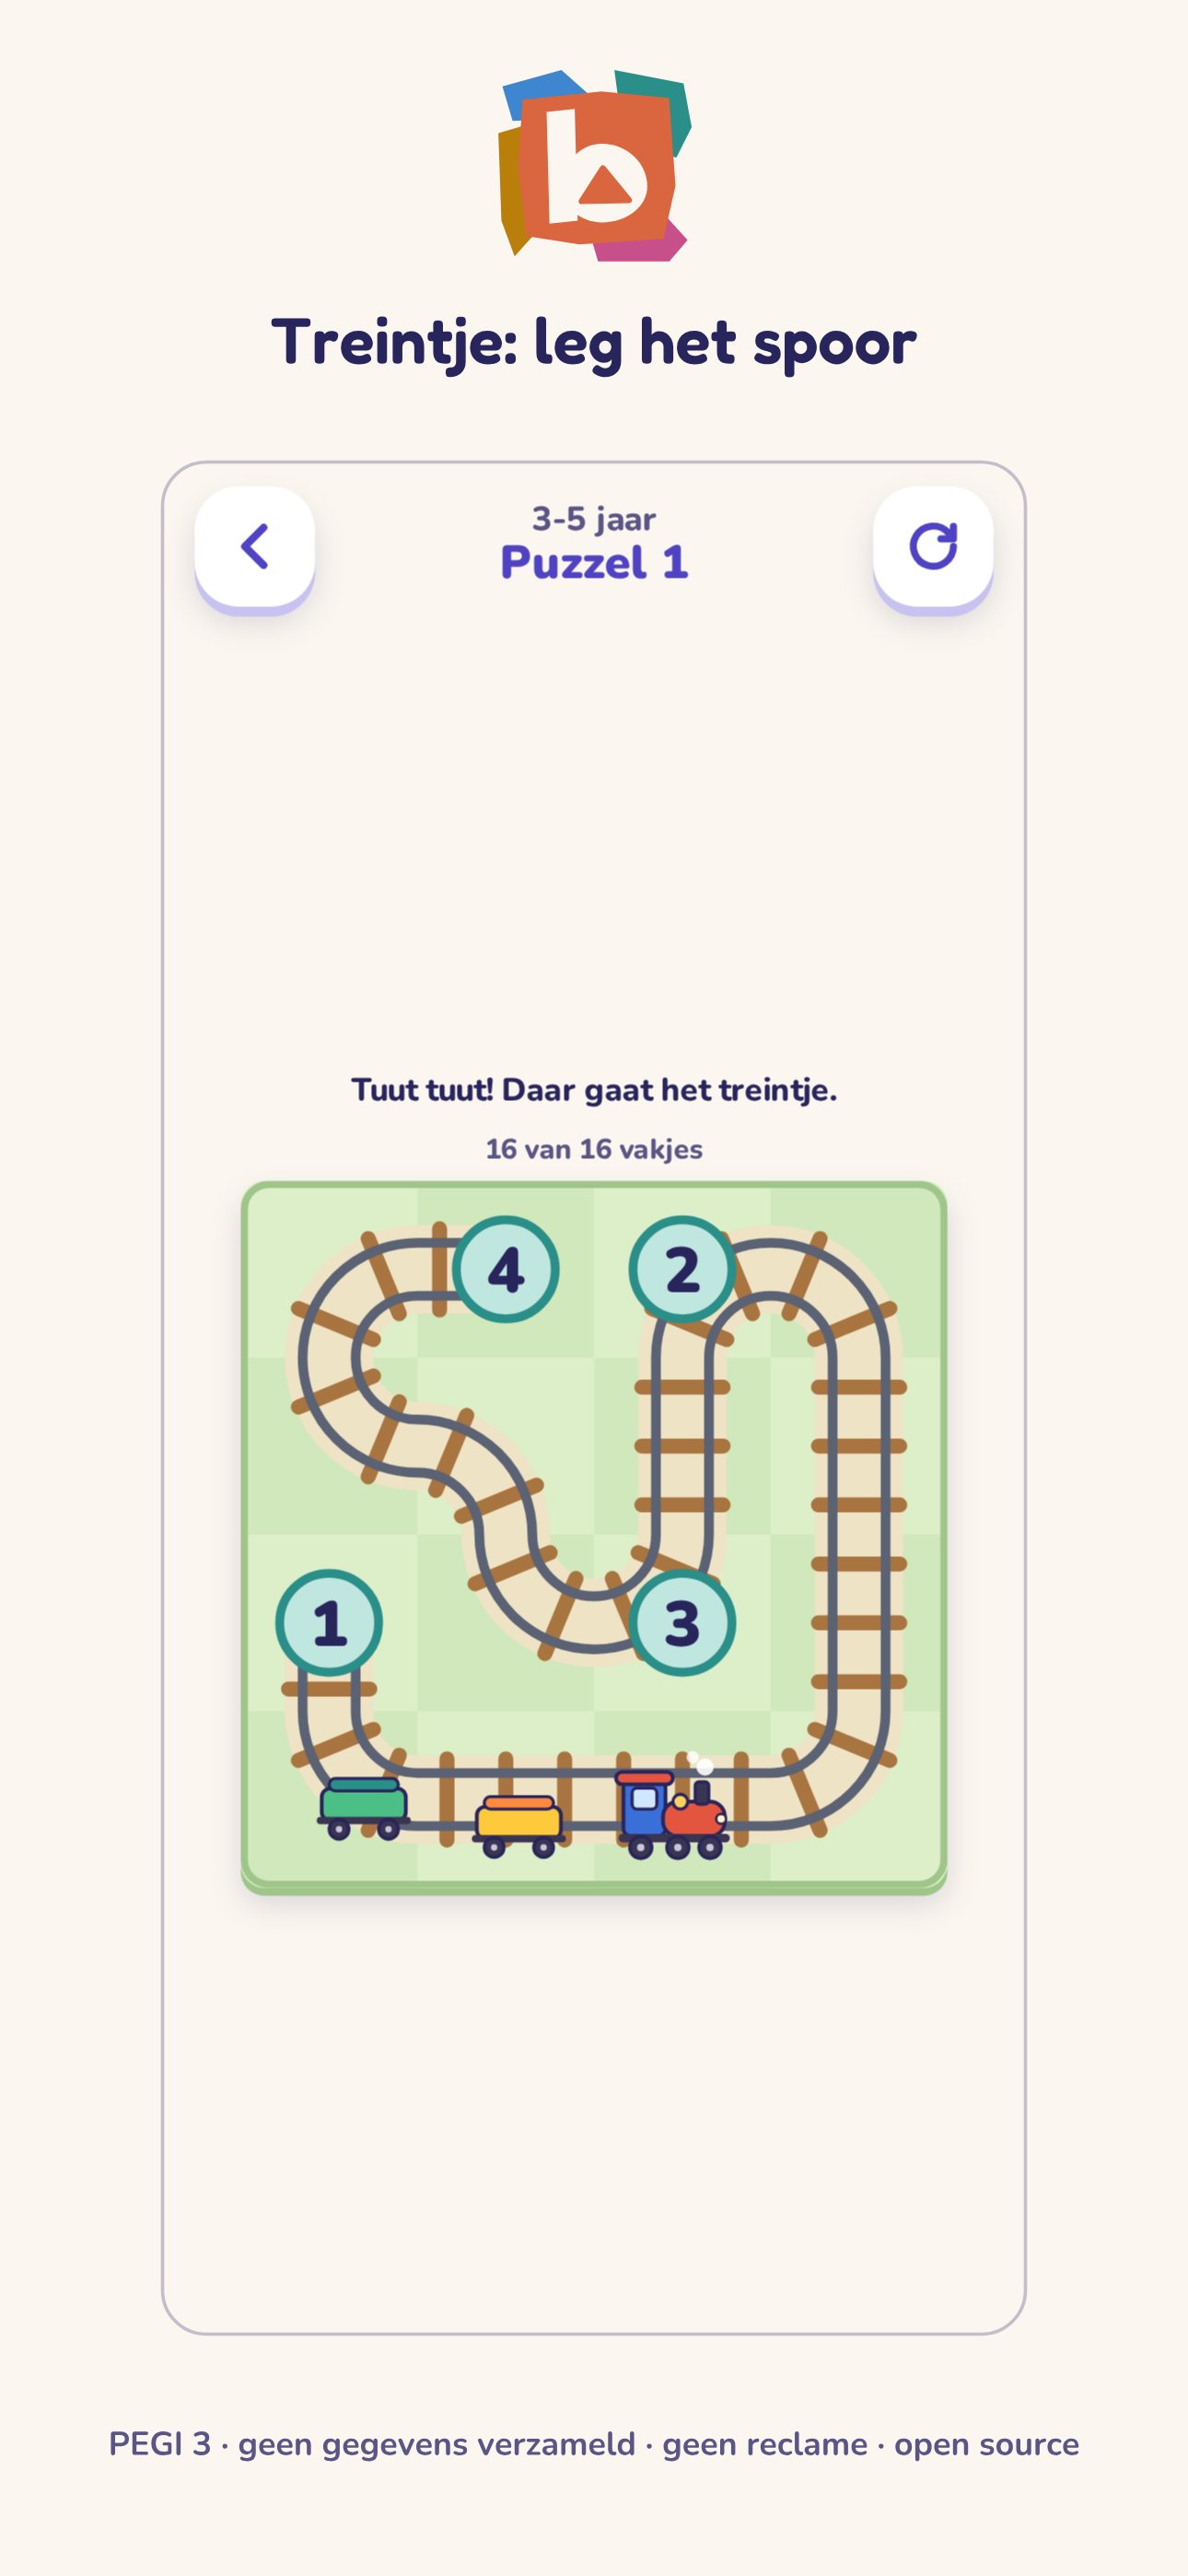 b
Treintje: leg het spoor
3-5 jaar
Puzzel 1
Tuut tuut! Daar gaat het treintje.
16 van 16 vakjes
4 2
1 3
PEGI 3 · geen gegevens verzameld · geen reclame · open source